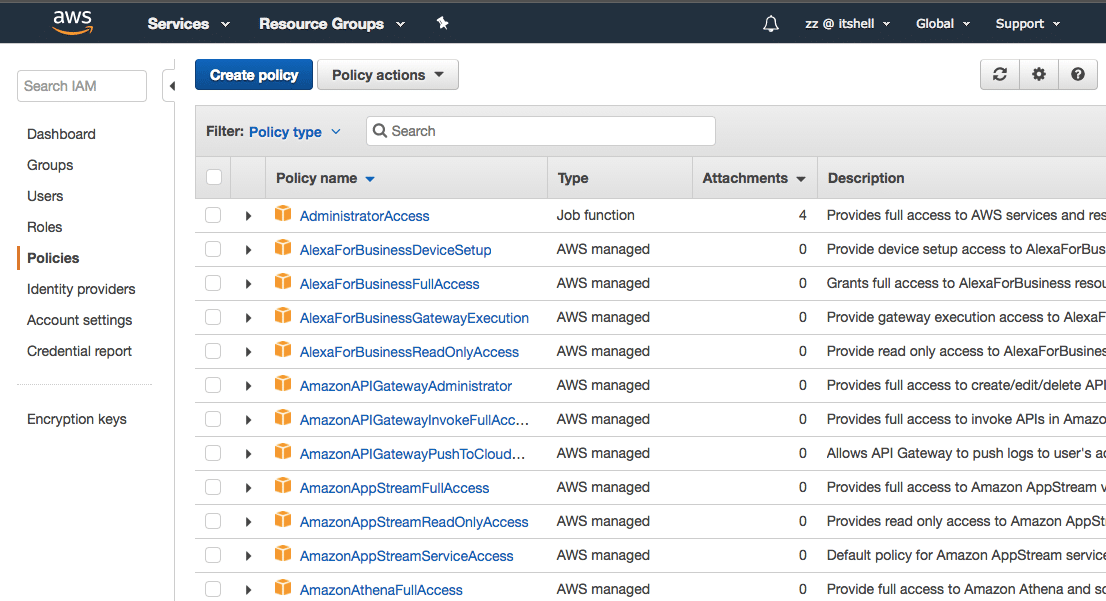 aws Services Resource Groups zz @ itshell Global Support
Search IAM
Dashboard
Groups
Users
Roles
Policies
Identity providers
Account settings
Credential report
Encryption keys
Create policy Policy actions
Filter: Policy type Search
Policy name Type Attachments Description
AdministratorAccess Job function 4 Provides full access to AWS services and res
AlexaForBusinessDeviceSetup AWS managed 0 Provide device setup access to AlexaForBus
AlexaForBusinessFullAccess AWS managed 0 Grants full access to AlexaForBusiness resou
AlexaForBusinessGatewayExecution AWS managed 0 Provide gateway execution access to AlexaF
AlexaForBusinessReadOnlyAccess AWS managed 0 Provide read only access to AlexaForBusines
AmazonAPIGatewayAdministrator AWS managed 0 Provides full access to create/edit/delete API
AmazonAPIGatewayInvokeFullAcc... AWS managed 0 Provides full access to invoke APIs in Amazo
AmazonAPIGatewayPushToCloud... AWS managed 0 Allows API Gateway to push logs to user's ac
AmazonAppStreamFullAccess AWS managed 0 Provides full access to Amazon AppStream v
AmazonAppStreamReadOnlyAccess AWS managed 0 Provides read only access to Amazon AppSt
AmazonAppStreamServiceAccess AWS managed 0 Default policy for Amazon AppStream service
AmazonAthenaFullAccess AWS managed 0 Provide full access to Amazon Athena and sc